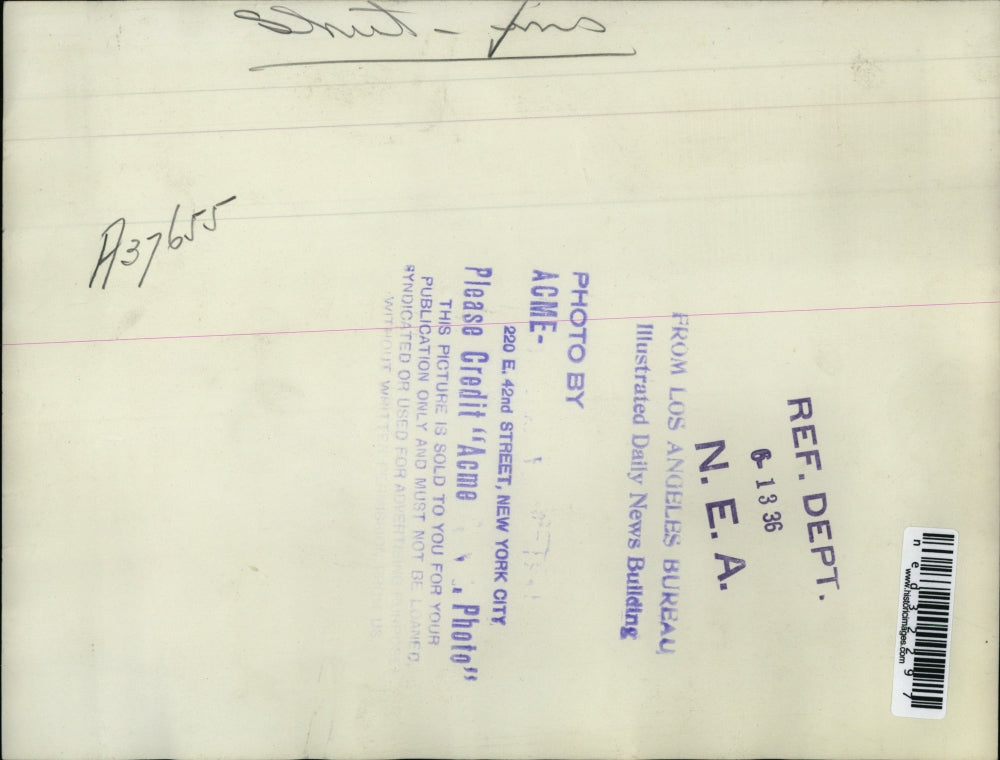 A37655
REF. DEPT.
6-13 36
N. E. A.
FROM LOS ANGELES BUREAU,
Illustrated Daily News Building
PHOTO BY
ACME-
220 E. 42nd STREET, NEW YORK CITY
Please Credit "Acme Photo"
THIS PICTURE IS SOLD TO YOU FOR YOUR
PUBLICATION ONLY AND MUST NOT BE LOANED,
SYNDICATED OR USED FOR
WITHOUT
www.historicimages.com
ned32297